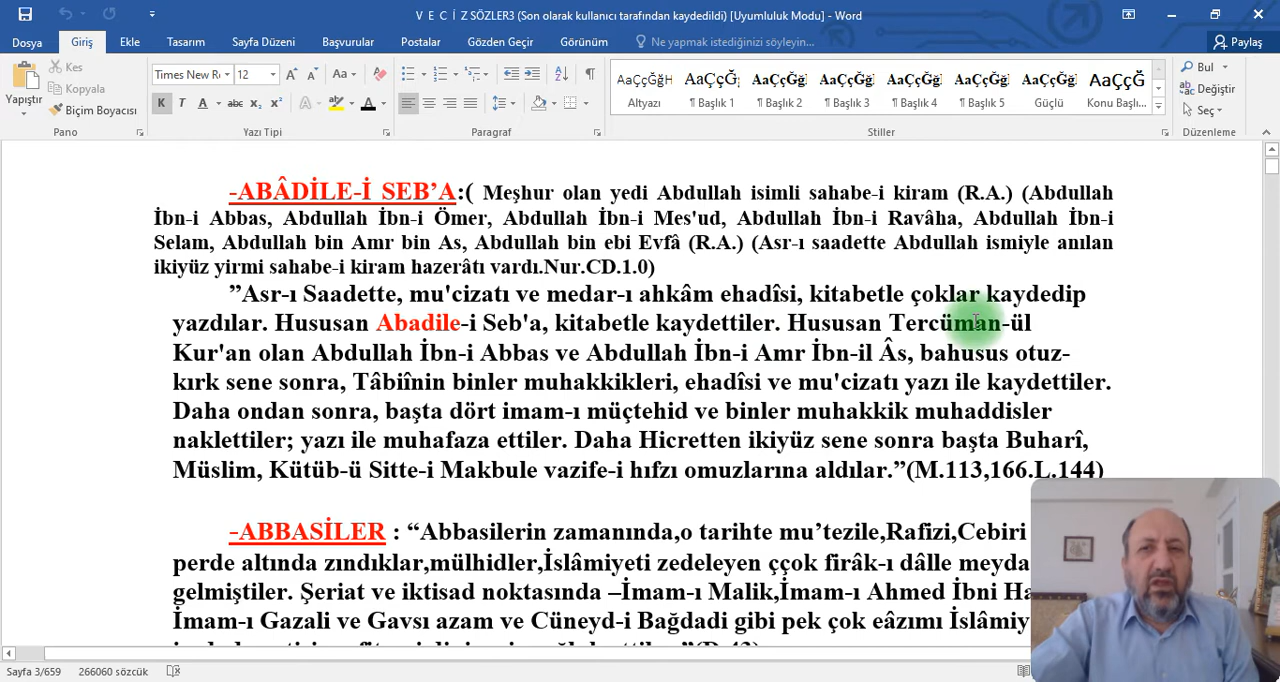 V E C İ Z SÖZLER3 (Son olarak kullanıcı tarafından kaydedildi) [Uyumluluk Modu] - Word
Dosya Giriş Ekle Tasarım Sayfa Düzeni Başvurular Postalar Gözden Geçir Görünüm Ne yapmak istediğinizi söyleyin... Paylaş
Yapıştır
Kes
Kopyala
Biçim Boyacısı
Times New Ro 12
AaÇçĞğH AaÇçĞ; AaÇçĞğ AaÇçĞğ AaÇçĞğ AaÇçĞğ AaÇçĞğ AaÇçĞ
Altyazı ¶ Başlık 1 ¶ Başlık 2 ¶ Başlık 3 ¶ Başlık 4 ¶ Başlık 5 Güçlü Konu Başlı...
Bul
Değiştir
Seç
Pano Yazı Tipi Paragraf Stiller Düzenleme
-ABÂDİLE-İ SEB’A:( Meşhur olan yedi Abdullah isimli sahabe-i kiram (R.A.) (Abdullah
İbn-i Abbas, Abdullah İbn-i Ömer, Abdullah İbn-i Mes'ud, Abdullah İbn-i Ravâha, Abdullah İbn-i
Selam, Abdullah bin Amr bin As, Abdullah bin ebi Evfâ (R.A.) (Asr-ı saadette Abdullah ismiyle anılan
ikiyüz yirmi sahabe-i kiram hazerâtı vardı.Nur.CD.1.0)
”Asr-ı Saadette, mu'cizatı ve medar-ı ahkâm ehadîsi, kitabetle çoklar kaydedip
yazdılar. Hususan Abadile-i Seb'a, kitabetle kaydettiler. Hususan Tercüman-ül
Kur'an olan Abdullah İbn-i Abbas ve Abdullah İbn-i Amr İbn-il Âs, bahusus otuz-
kırk sene sonra, Tâbiînin binler muhakkikleri, ehadîsi ve mu'cizatı yazı ile kaydettiler.
Daha ondan sonra, başta dört imam-ı müçtehid ve binler muhakkik muhaddisler
naklettiler; yazı ile muhafaza ettiler. Daha Hicretten ikiyüz sene sonra başta Buharî,
Müslim, Kütüb-ü Sitte-i Makbule vazife-i hıfzı omuzlarına aldılar.”(M.113,166.L.144)
-ABBASİLER : “Abbasilerin zamanında,o tarihte mu’tezile,Rafizi,Cebiri
perde altında zındıklar,mülhidler,İslâmiyeti zedeleyen ççok firâk-ı dâlle meyda
gelmiştiler. Şeriat ve iktisad noktasında –İmam-ı Malik,İmam-ı Ahmed İbni Ha
İmam-ı Gazali ve Gavsı azam ve Cüneyd-i Bağdadi gibi pek çok eâzımı İslâmiy
Sayfa 3/659 266060 sözcük